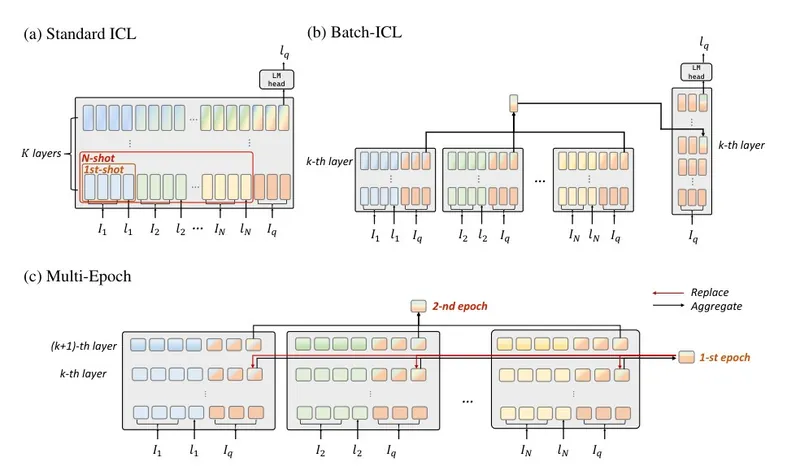 (a) Standard ICL
l_q
LM
head
K layers
N-shot
1st-shot
...
I_1 l_1 I_2 l_2 ... I_N l_N I_q
(b) Batch-ICL
l_q
LM
head
k-th layer
k-th layer
...
I_1 l_1 I_q I_2 l_2 I_q I_N l_N I_q I_q
(c) Multi-Epoch
Replace
Aggregate
2-nd epoch
(k+1)-th layer
1-st epoch
k-th layer
...
I_1 l_1 I_q I_2 l_2 I_q I_N l_N I_q